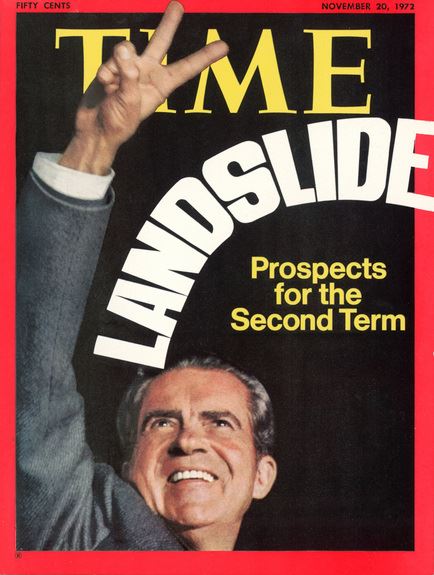 FIFTY CENTS
NOVEMBER 20, 1972
TIME
LANDSLIDE
Prospects
for the
Second Term